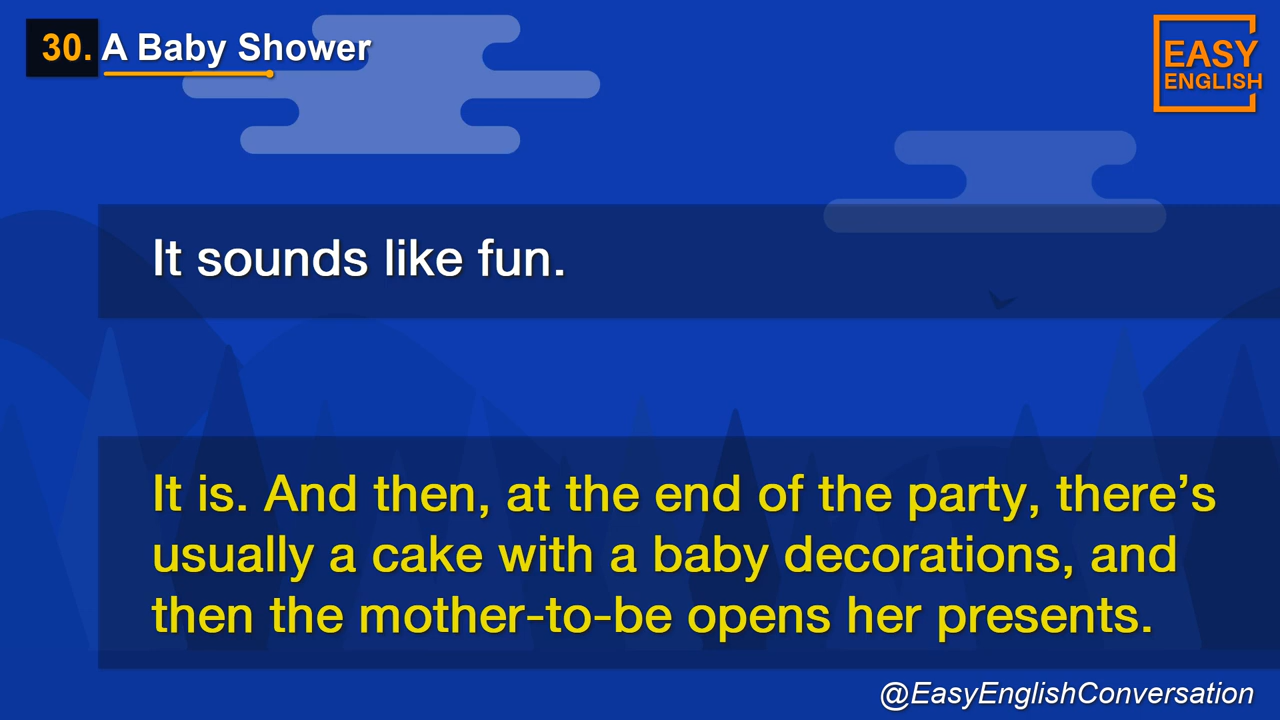 30. A Baby Shower
EASY
ENGLISH
It sounds like fun.
It is. And then, at the end of the party, there’s
usually a cake with a baby decorations, and
then the mother-to-be opens her presents.
@EasyEnglishConversation